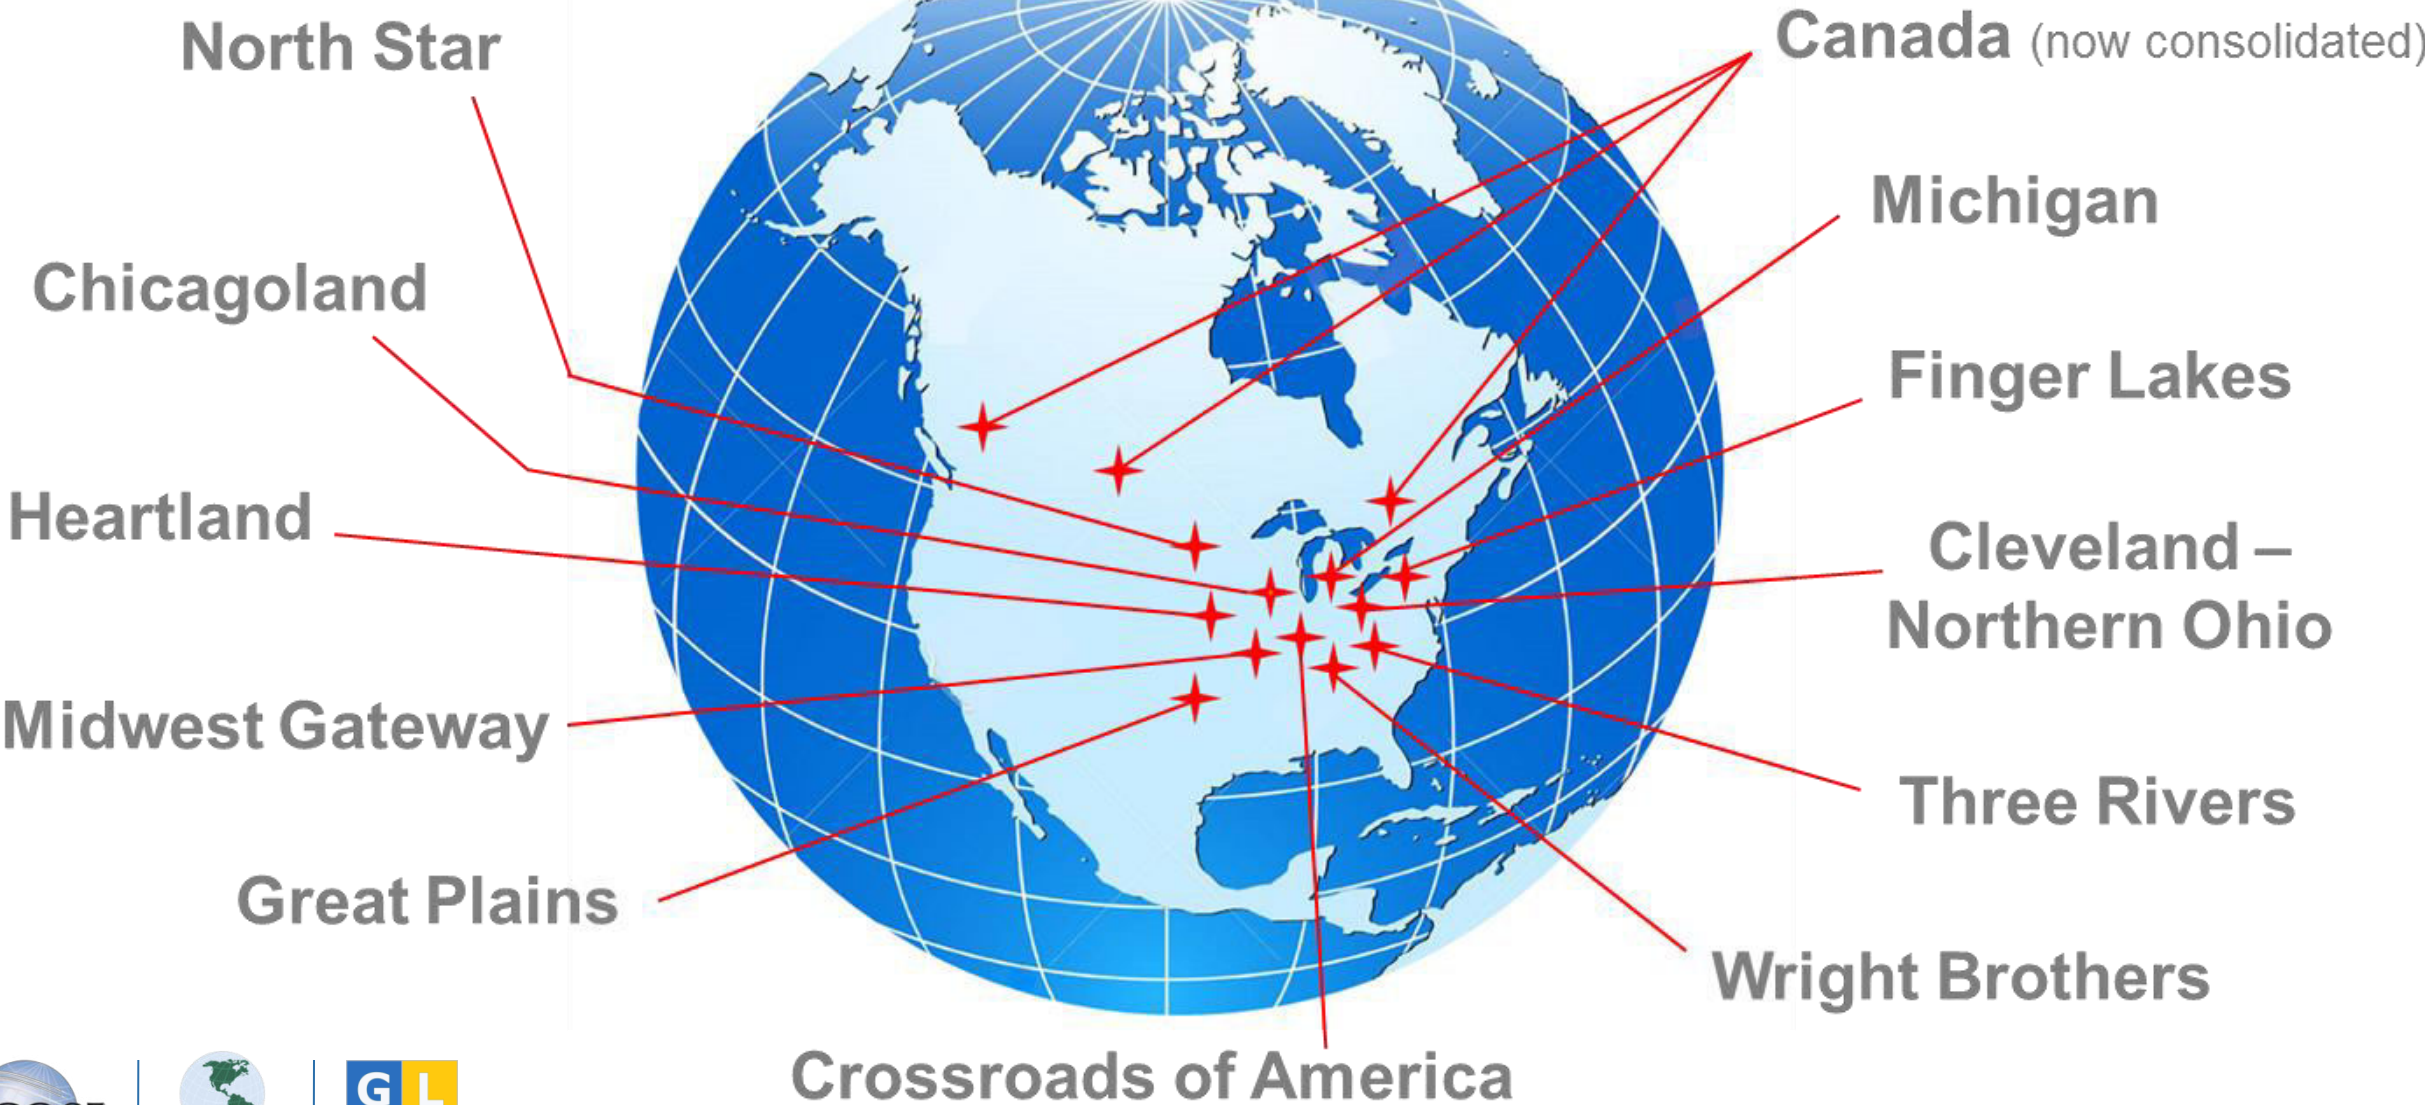 North Star
Canada (now consolidated)
Michigan
Chicagoland
Finger Lakes
Heartland
Cleveland –
Northern Ohio
Midwest Gateway
Three Rivers
Great Plains
Wright Brothers
Crossroads of America
G L